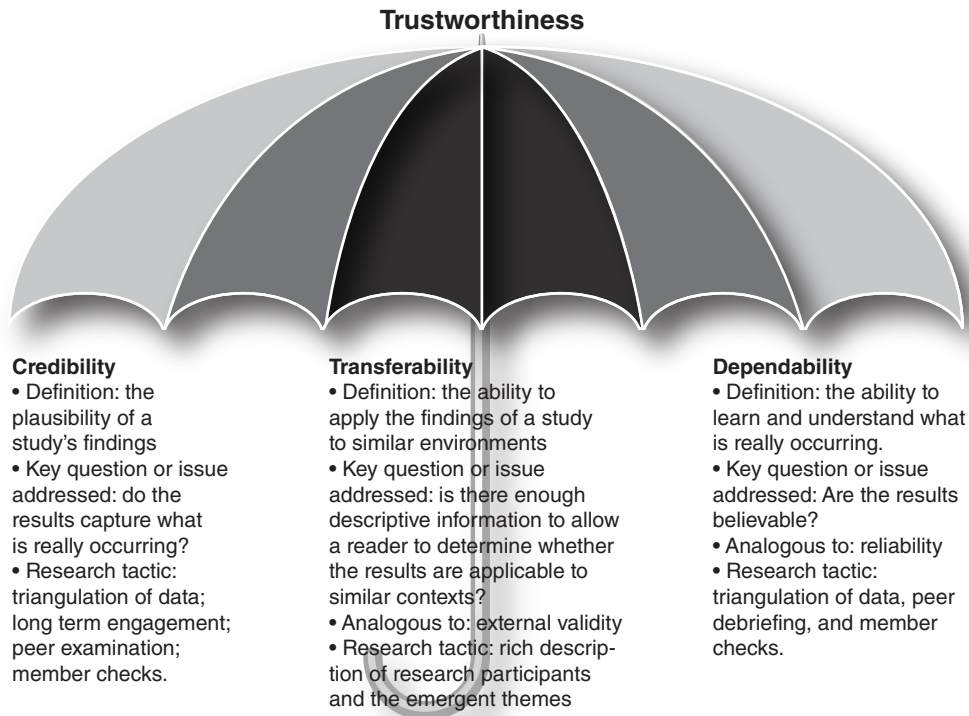 Trustworthiness
Credibility
• Definition: the
plausibility of a
study’s findings
• Key question or issue
addressed: do the
results capture what
is really occurring?
• Research tactic:
triangulation of data;
long term engagement;
peer examination;
member checks.
Transferability
• Definition: the ability to
apply the findings of a study
to similar environments
• Key question or issue
addressed: is there enough
descriptive information to allow
a reader to determine whether
the results are applicable to
similar contexts?
• Analogous to: external validity
• Research tactic: rich descrip-
tion of research participants
and the emergent themes
Dependability
• Definition: the ability to
learn and understand what
is really occurring.
• Key question or issue
addressed: Are the results
believable?
• Analogous to: reliability
• Research tactic:
triangulation of data, peer
debriefing, and member
checks.